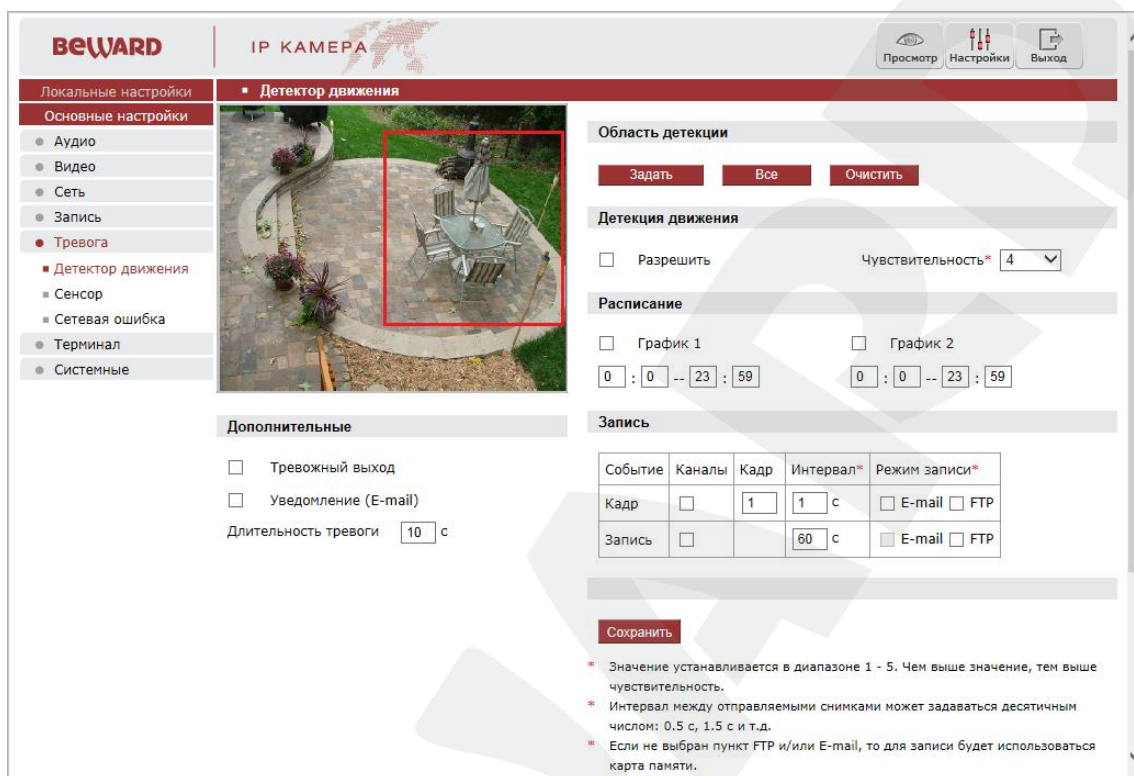 BEWARD
IP КАМЕРА
Просмотр
Настройки
Выход
Локальные настройки
Детектор движения
Основные настройки
Аудио
Видео
Сеть
Запись
Тревога
Детектор движения
Сенсор
Сетевая ошибка
Терминал
Системные
Дополнительные
Тревожный выход
Уведомление (E-mail)
Длительность тревоги 10 с
Область детекции
Задать Все Очистить
Детекция движения
Разрешить Чувствительность* 4
Расписание
График 1 График 2
0 : 0 -- 23 : 59 0 : 0 -- 23 : 59
Запись
Событие Каналы Кадр Интервал* Режим записи*
Кадр 1 1 с E-mail FTP
Запись 60 с E-mail FTP
Сохранить
* Значение устанавливается в диапазоне 1 - 5. Чем выше значение, тем выше
чувствительность.
* Интервал между отправляемыми снимками может задаваться десятичным
числом: 0.5 с, 1.5 с и т.д.
* Если не выбран пункт FTP и/или E-mail, то для записи будет использоваться
карта памяти.